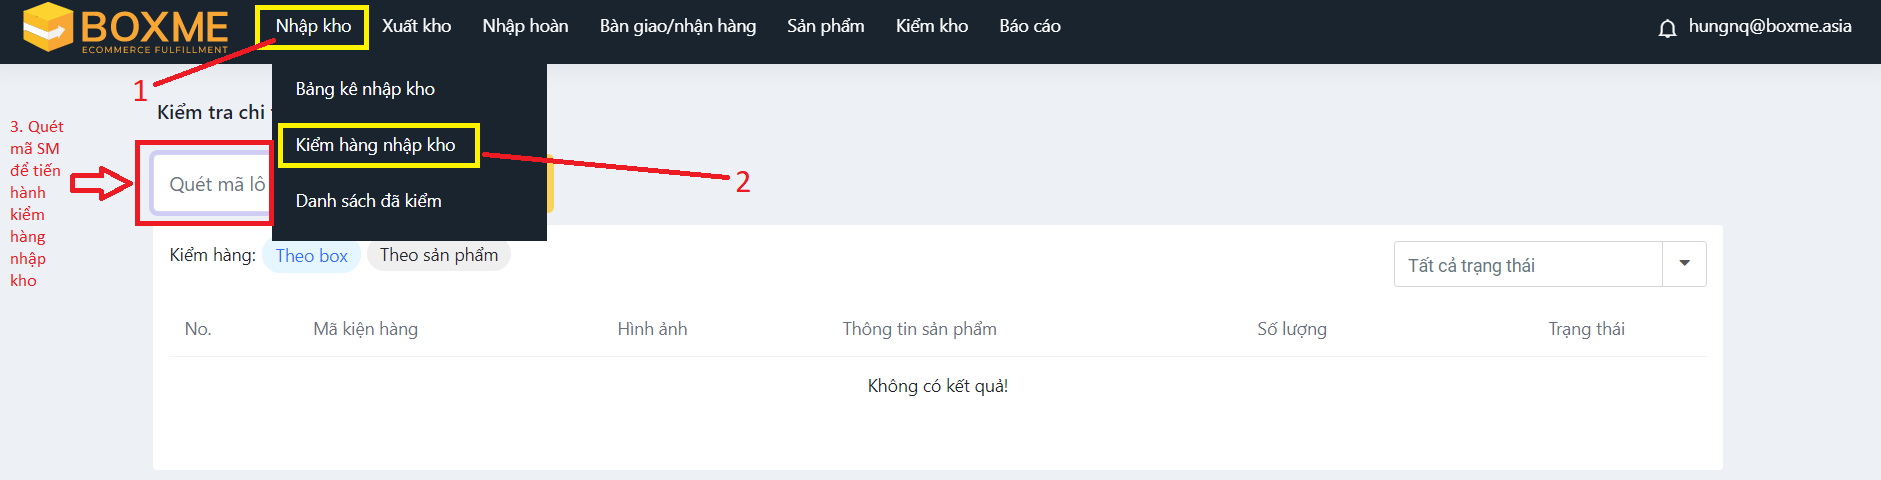 BOXME
ECOMMERCE FULFILLMENT
Nhập kho Xuất kho Nhập hoàn Bàn giao/nhận hàng Sản phẩm Kiểm kho Báo cáo hungnq@boxme.asia
1
Bảng kê nhập kho
Kiểm hàng nhập kho
2
Danh sách đã kiểm
Kiểm tra chi
3. Quét
mã SM
để tiến
hành
kiểm
hàng
nhập
kho
Quét mã lô
Kiểm hàng: Theo box Theo sản phẩm
Tất cả trạng thái
No. Mã kiện hàng Hình ảnh Thông tin sản phẩm Số lượng Trạng thái
Không có kết quả!